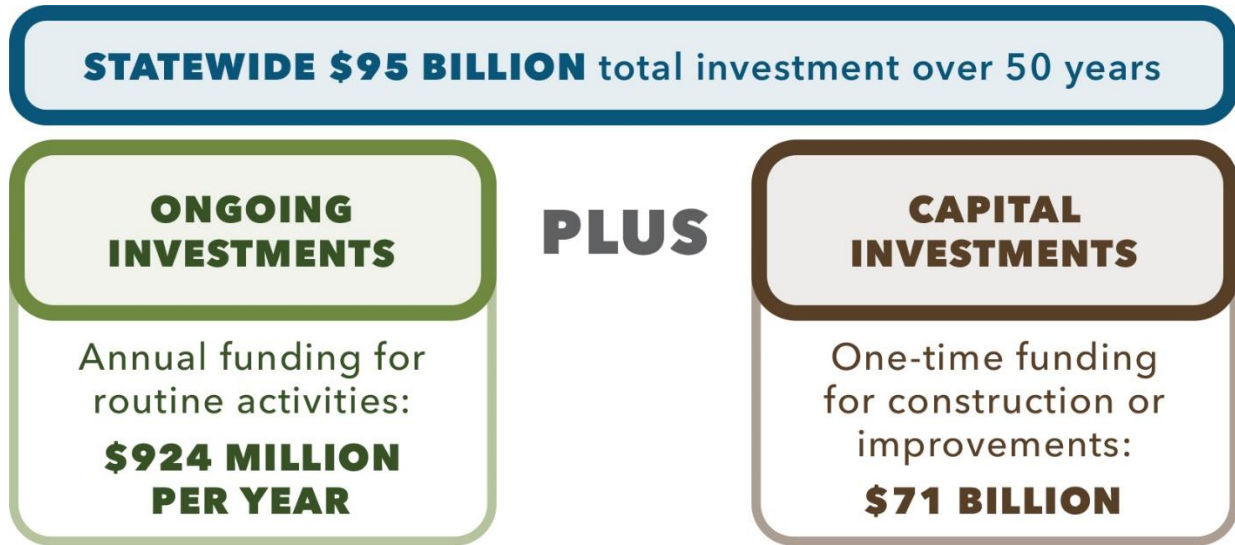 STATEWIDE $95 BILLION total investment over 50 years
ONGOING
INVESTMENTS
PLUS
CAPITAL
INVESTMENTS
Annual funding for
routine activities:
$924 MILLION
PER YEAR
One-time funding
for construction or
improvements:
$71 BILLION